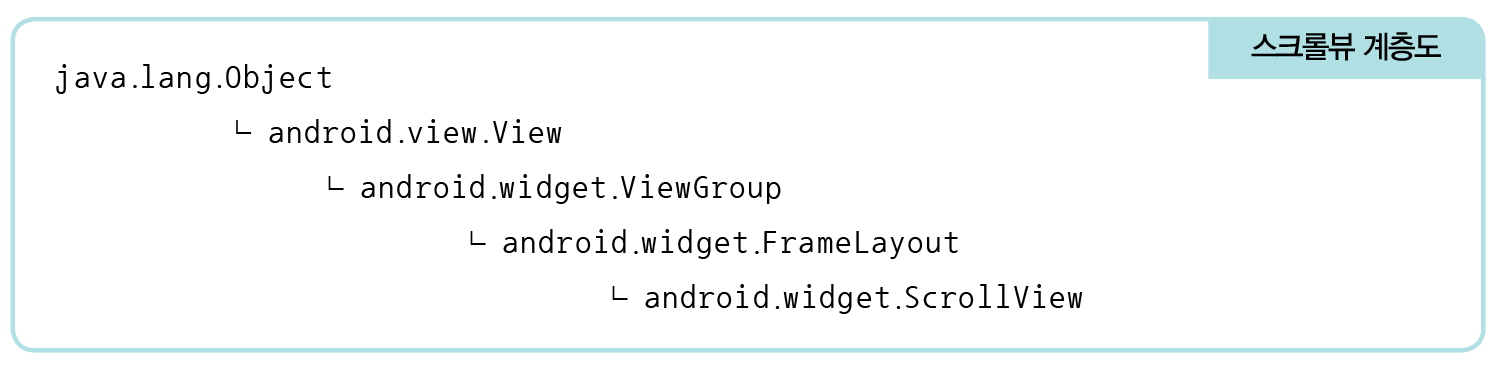 스크롤뷰 계층도
java.lang.Object
└ android.view.View
└ android.widget.ViewGroup
└ android.widget.FrameLayout
└ android.widget.ScrollView